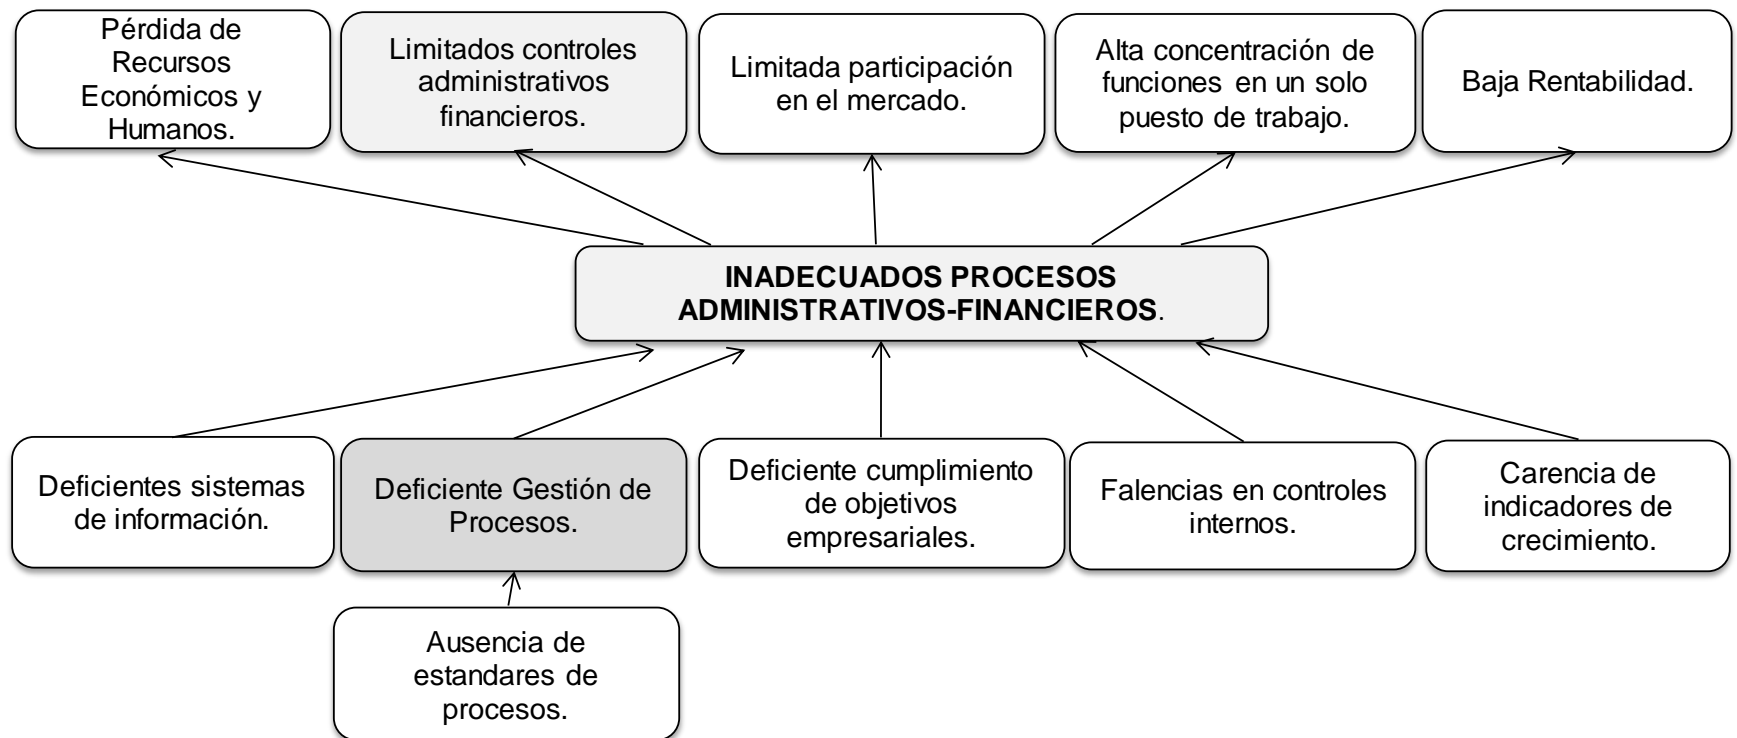 Pérdida de
Recursos
Económicos y
Humanos.
Limitados controles
administrativos
financieros.
Limitada participación
en el mercado.
Alta concentración de
funciones en un solo
puesto de trabajo.
Baja Rentabilidad.
INADECUADOS PROCESOS
ADMINISTRATIVOS-FINANCIEROS.
Deficientes sistemas
de información.
Deficiente Gestión de
Procesos.
Deficiente cumplimiento
de objetivos
empresariales.
Falencias en controles
internos.
Carencia de
indicadores de
crecimiento.
Ausencia de
estandares de
procesos.